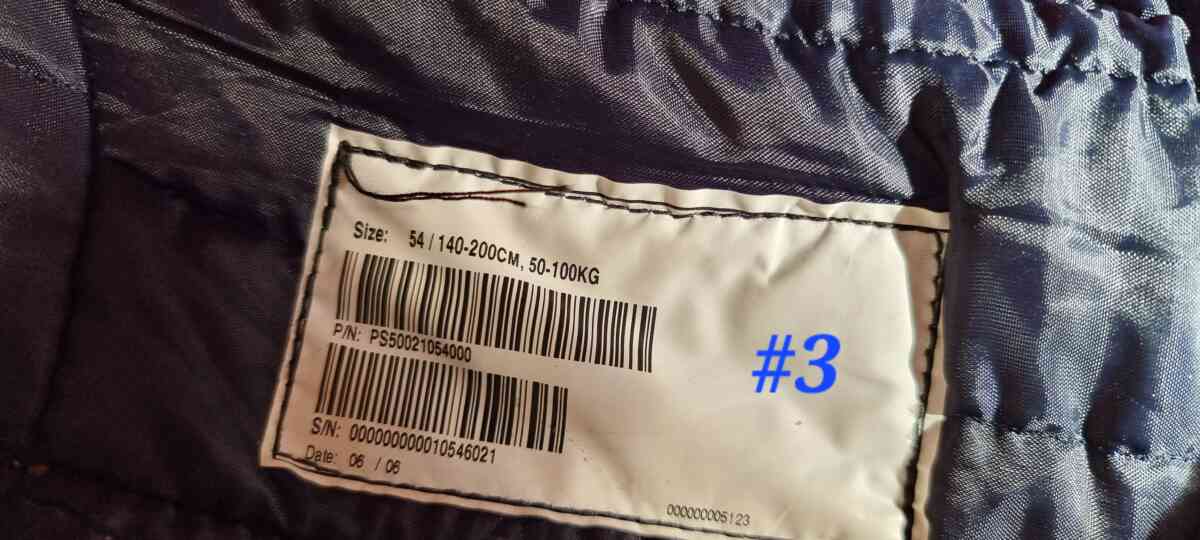 Size: 54 / 140-200CM, 50-100KG
P/N: PS50021054000
#3
S/N: 000000000010546021
Date: 06 / 06
000000005123